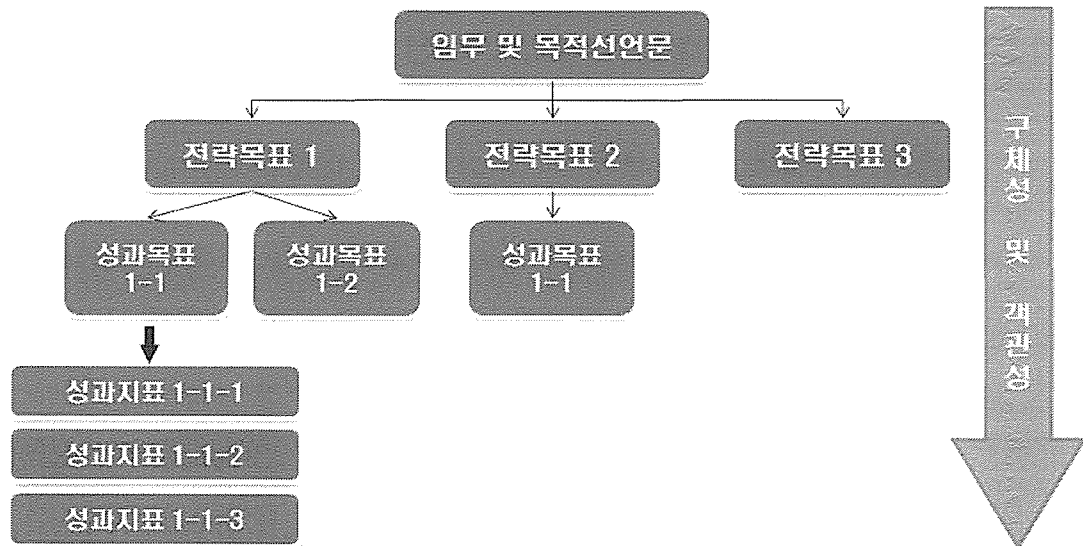 임무 및 목적선언문
전략목표 1
전략목표 2
전략목표 3
성과목표
1-1
성과목표
1-2
성과목표
1-1
성과지표 1-1-1
성과지표 1-1-2
성과지표 1-1-3
구체성 및 객관성